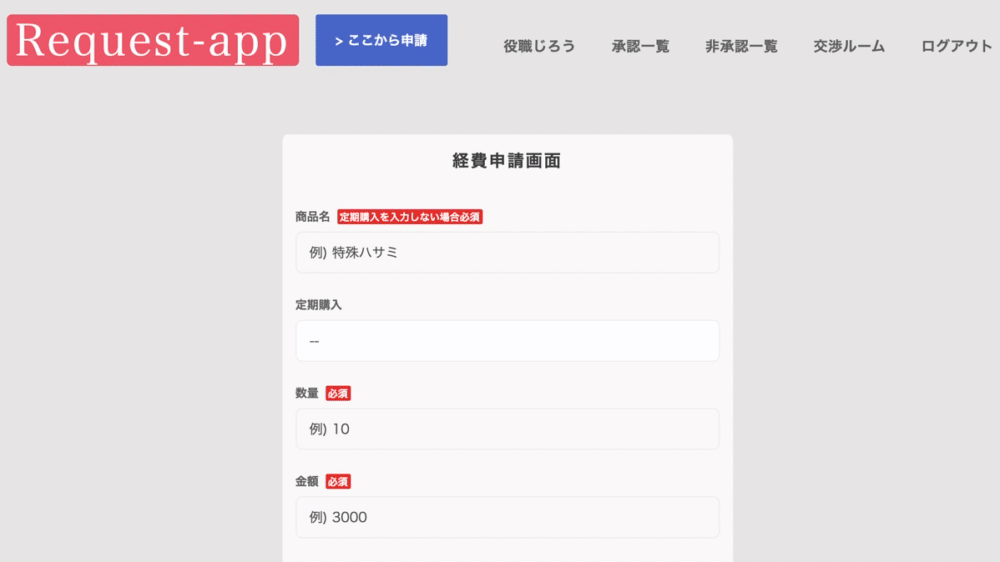 Request-app
> ここから申請
役職じろう 承認一覧 非承認一覧 交渉ルーム ログアウト
経費申請画面
商品名 定期購入を入力しない場合必須
例) 特殊ハサミ
定期購入
--
数量 必須
例) 10
金額 必須
例) 3000